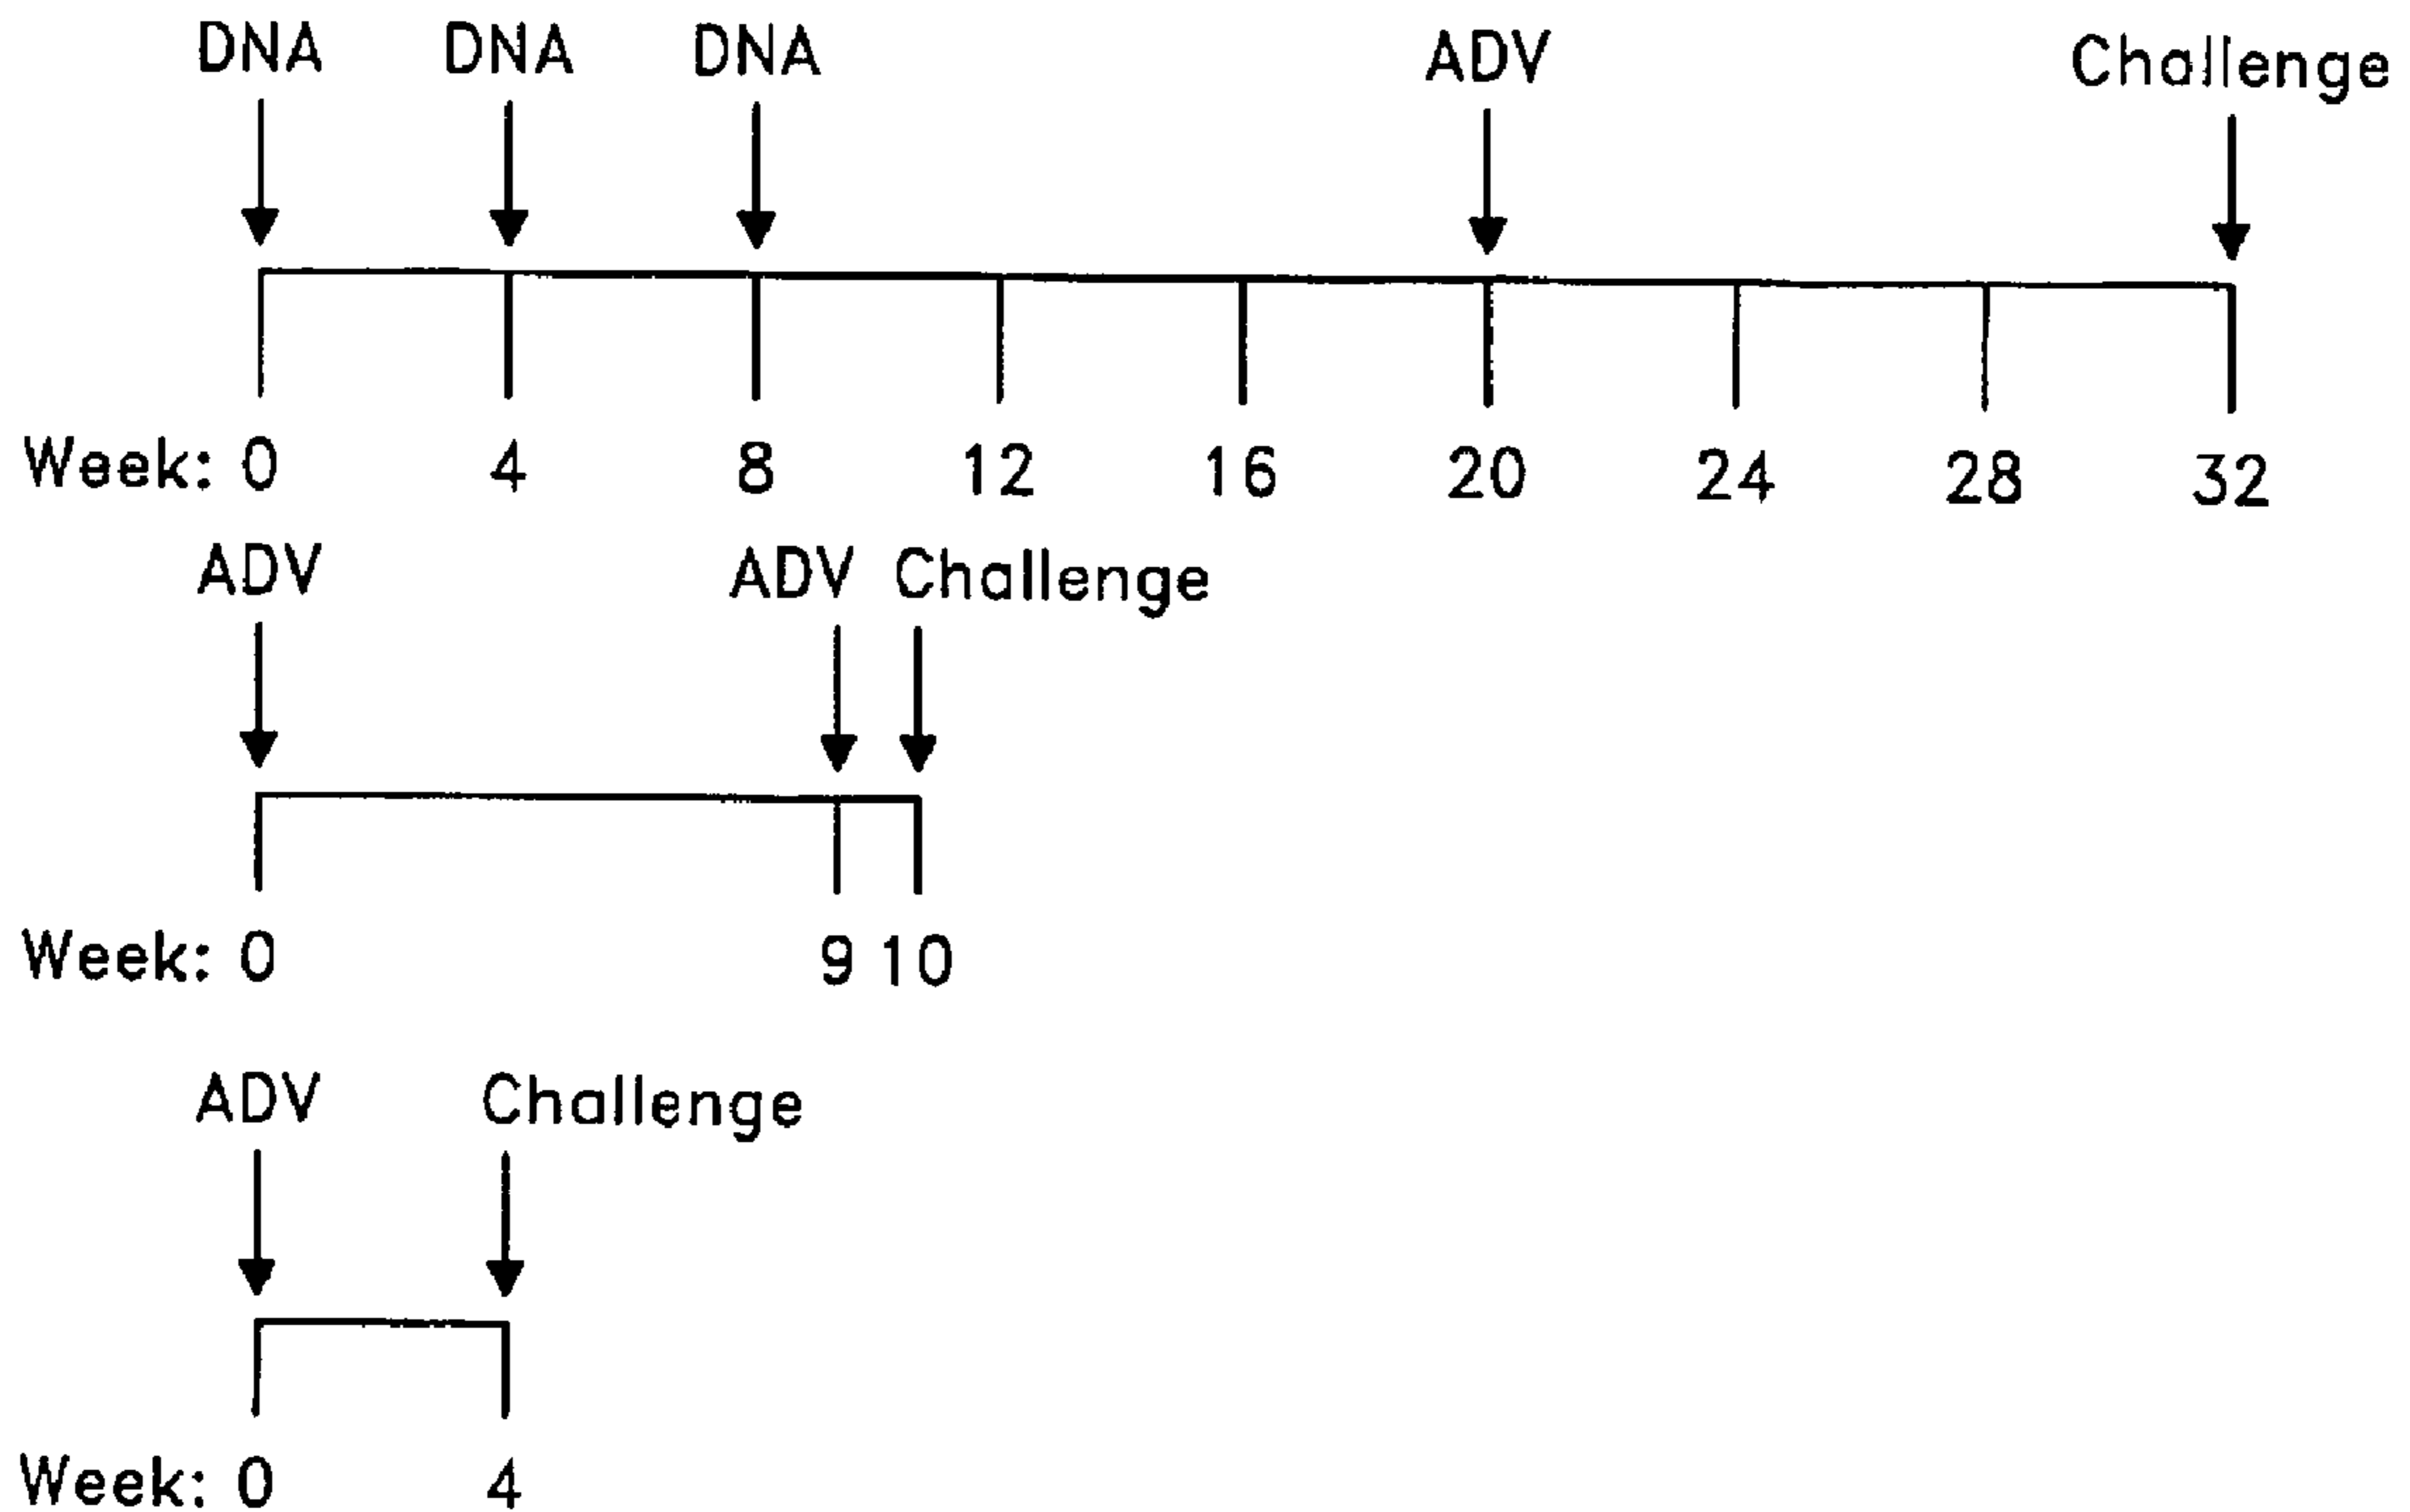 DNA DNA DNA ADV Challenge
Week: 0 4 8 12 16 20 24 28 32
ADV ADV Challenge
Week: 0 9 10
ADV Challenge
Week: 0 4